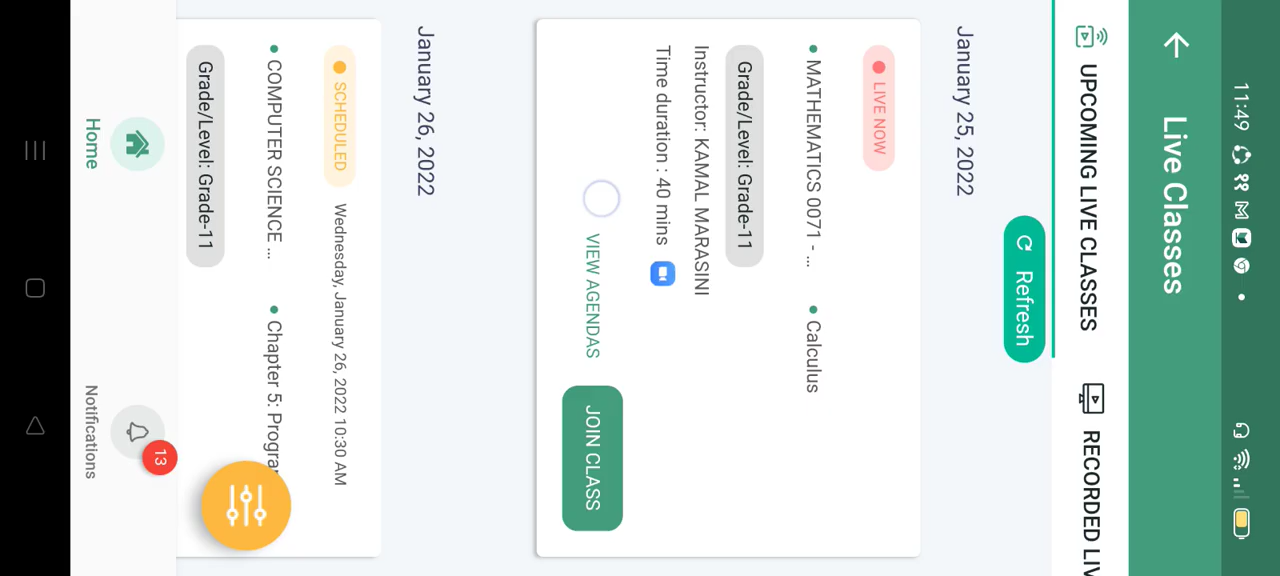 11:49
Live Classes
UPCOMING LIVE CLASSES
RECORDED LIV
Refresh
January 25, 2022
LIVE NOW
MATHEMATICS 0071 - ...
Calculus
Grade/Level: Grade-11
Instructor: KAMAL MARASINI
Time duration : 40 mins
VIEW AGENDAS
JOIN CLASS
January 26, 2022
SCHEDULED
Wednesday, January 26, 2022 10:30 AM
COMPUTER SCIENCE ...
Chapter 5: Progra
Grade/Level: Grade-11
13
Home
Notifications